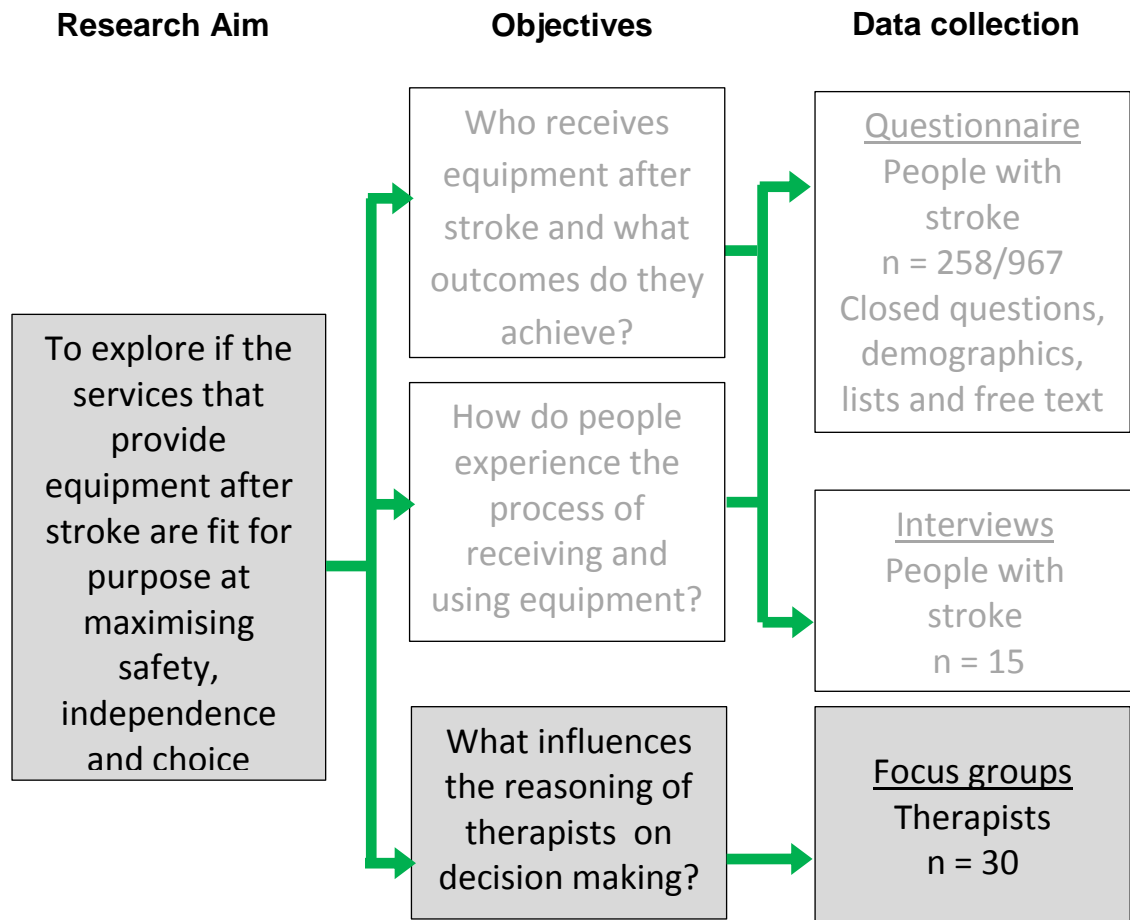 Research Aim
Objectives
Data collection
To explore if the
services that
provide
equipment after
stroke are fit for
purpose at
maximising
safety,
independence
and choice
Who receives
equipment after
stroke and what
outcomes do they
achieve?
How do people
experience the
process of
receiving and
using equipment?
What influences
the reasoning of
therapists on
decision making?
Questionnaire
People with
stroke
n = 258/967
Closed questions,
demographics,
lists and free text
Interviews
People with
stroke
n = 15
Focus groups
Therapists
n = 30